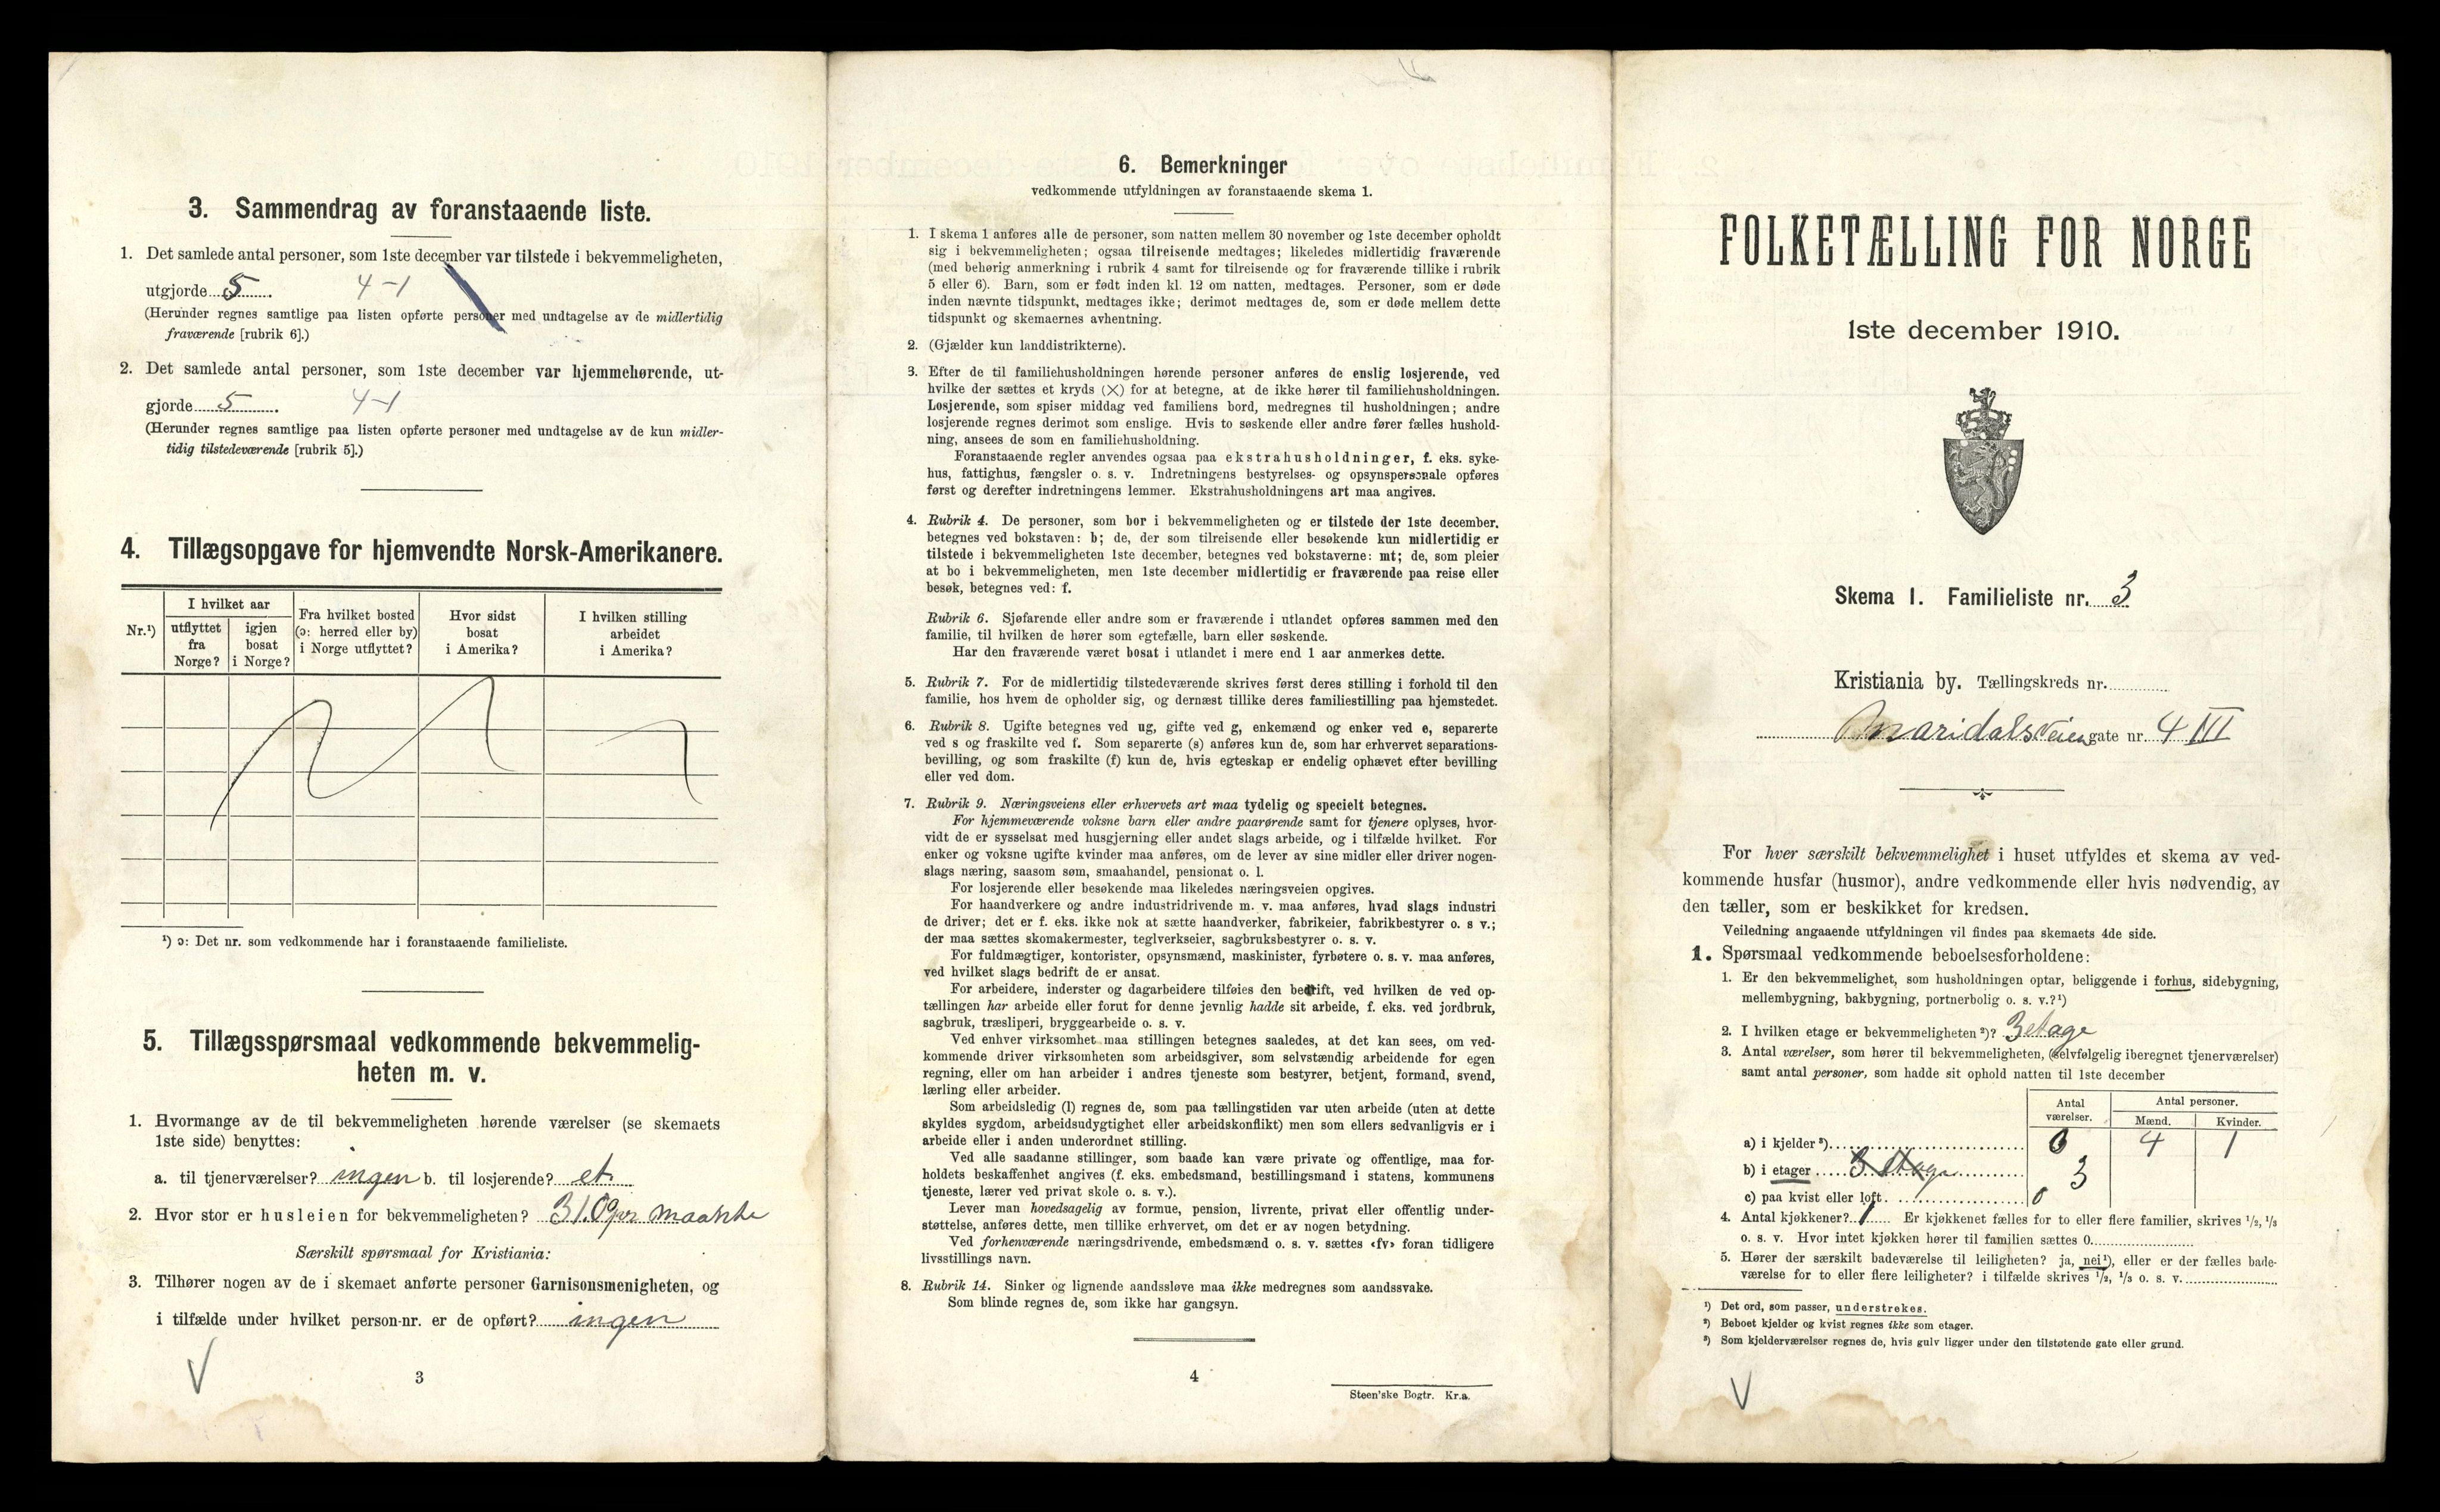 3. Sammendrag av foranstaaende liste.
1. Det samlede antal personer, som 1ste december var tilstede i bekvemmeligheten,
utgjorde 5. 4-1
(Herunder regnes samtlige paa listen opførte personer med undtagelse av de midlertidig
fraværende [rubrik 6].)
2. Det samlede antal personer, som 1ste december var hjemmehørende, ut-
gjorde 5. 4-1
(Herunder regnes samtlige paa listen opførte personer med undtagelse av de kun midler-
tidig tilstedeværende [rubrik 5].)
4. Tillægsopgave for hjemvendte Norsk-Amerikanere.
Nr.¹)
I hvilket aar
utflyttet
fra
Norge?
igjen
bosat
i Norge?
Fra hvilket bosted
(ɔ: herred eller by)
i Norge utflyttet?
Hvor sidst
bosat
i Amerika?
I hvilken stilling
arbeidet
i Amerika?
¹) ɔ: Det nr. som vedkommende har i foranstaaende familieliste.
5. Tillægsspørsmaal vedkommende bekvemmelig-
heten m. v.
1. Hvormange av de til bekvemmeligheten hørende værelser (se skemaets
1ste side) benyttes:
a. til tjenerværelser? ingen b. til losjerende? et
2. Hvor stor er husleien for bekvemmeligheten? 31.0
Særskilt spørsmaal for Kristiania:
3. Tilhører nogen av de i skemaet anførte personer Garnisonsmenigheten, og
i tilfælde under hvilket person-nr. er de opført? ingen
3
6. Bemerkninger
vedkommende utfyldningen av foranstaaende skema 1.
1. I skema 1 anføres alle de personer, som natten mellem 30 november og 1ste december opholdt
sig i bekvemmeligheten; ogsaa tilreisende medtages; likeledes midlertidig fraværende
(med behørig anmerkning i rubrik 4 samt for tilreisende og for fraværende tillike i rubrik
5 eller 6). Barn, som er født inden kl. 12 om natten, medtages. Personer, som er døde
inden nævnte tidspunkt, medtages ikke; derimot medtages de, som er døde mellem dette
tidspunkt og skemaernes avhentning.
2. (Gjælder kun landdistrikterne).
3. Efter de til familiehusholdningen hørende personer anføres de enslig losjerende, ved
hvilke der sættes et kryds (×) for at betegne, at de ikke hører til familiehusholdningen.
Losjerende, som spiser middag ved familiens bord, medregnes til husholdningen; andre
losjerende regnes derimot som enslige. Hvis to søskende eller andre fører fælles hushold-
ning, ansees de som en familiehusholdning.
Foranstaaende regler anvendes ogsaa paa ekstrahusholdninger, f. eks. syke-
hus, fattighus, fængsler o. s. v. Indretningens bestyrelses- og opsynspersonale opføres
først og derefter indretningens lemmer. Ekstrahusholdningens art maa angives.
4. Rubrik 4. De personer, som bor i bekvemmeligheten og er tilstede der 1ste december.
betegnes ved bokstaven: b; de, der som tilreisende eller besøkende kun midlertidig er
tilstede i bekvemmeligheten 1ste december, betegnes ved bokstaverne: mt; de, som pleier
at bo i bekvemmeligheten, men 1ste december midlertidig er fraværende paa reise eller
besøk, betegnes ved: f.
Rubrik 6. Sjøfarende eller andre som er fraværende i utlandet opføres sammen med den
familie, til hvilken de hører som egtefælle, barn eller søskende.
Har den fraværende været bosat i utlandet i mere end 1 aar anmerkes dette.
5. Rubrik 7. For de midlertidig tilstedeværende skrives først deres stilling i forhold til den
familie, hos hvem de opholder sig, og dernæst tillike deres familiestilling paa hjemstedet.
6. Rubrik 8. Ugifte betegnes ved ug, gifte ved g, enkemænd og enker ved e, separerte
ved s og fraskilte ved f. Som separerte (s) anføres kun de, som har erhvervet separations-
bevilling, og som fraskilte (f) kun de, hvis egteskap er endelig ophævet efter bevilling
eller ved dom.
7. Rubrik 9. Næringsveiens eller erhvervets art maa tydelig og specielt betegnes.
For hjemmeværende voksne barn eller andre paarørende samt for tjenere oplyses, hvor-
vidt de er sysselsat med husgjerning eller andet slags arbeide, og i tilfælde hvilket. For
enker og voksne ugifte kvinder maa anføres, om de lever av sine midler eller driver nogen-
slags næring, saasom søm, smaahandel, pensionat o. l.
For losjerende eller besøkende maa likeledes næringsveien opgives.
For haandverkere og andre industridrivende m. v. maa anføres, hvad slags industri
de driver; det er f. eks. ikke nok at sætte haandverker, fabrikeier, fabrikbestyrer o. s v.;
der maa sættes skomakermester, teglverkseier, sagbruksbestyrer o. s. v.
For fuldmægtiger, kontorister, opsynsmænd, maskinister, fyrbøtere o. s. v. maa anføres,
ved hvilket slags bedrift de er ansat.
For arbeidere, inderster og dagarbeidere tilføies den bedrift, ved hvilken de ved op-
tællingen har arbeide eller forut for denne jevnlig hadde sit arbeide, f. eks. ved jordbruk,
sagbruk, træsliperi, bryggearbeide o. s. v.
Ved enhver virksomhet maa stillingen betegnes saaledes, at det kan sees, om ved-
kommende driver virksomheten som arbeidsgiver, som selvstændig arbeidende for egen
regning, eller om han arbeider i andres tjeneste som bestyrer, betjent, formand, svend,
lærling eller arbeider.
Som arbeidsledig (l) regnes de, som paa tællingstiden var uten arbeide (uten at dette
skyldes sygdom, arbeidsudygtighet eller arbeidskonflikt) men som ellers sedvanligvis er i
arbeide eller i anden underordnet stilling.
Ved alle saadanne stillinger, som baade kan være private og offentlige, maa for-
holdets beskaffenhet angives (f. eks. embedsmand, bestillingsmand i statens, kommunens
tjeneste, lærer ved privat skole o. s. v.).
Lever man hovedsagelig av formue, pension, livrente, privat eller offentlig under-
støttelse, anføres dette, men tillike erhvervet, om det er av nogen betydning.
Ved forhenværende næringsdrivende, embedsmænd o. s. v. sættes «fv» foran tidligere
livsstillings navn.
8. Rubrik 14. Sinker og lignende aandssløve maa ikke medregnes som aandssvake.
Som blinde regnes de, som ikke har gangsyn.
4
Steen'ske Bogtr. Kr.a.
FOLKETÆLLING FOR NORGE
1ste december 1910.
Skema 1. Familieliste nr. 3
Kristiania by. Tællingskreds nr.
Maridalsveien gate nr. 4 III
For hver særskilt bekvemmelighet i huset utfyldes et skema av ved-
kommende husfar (husmor), andre vedkommende eller hvis nødvendig, av
den tæller, som er beskikket for kredsen.
Veiledning angaaende utfyldningen vil findes paa skemaets 4de side.
1. Spørsmaal vedkommende beboelsesforholdene:
1. Er den bekvemmelighet, som husholdningen optar, beliggende i forhus, sidebygning,
mellembygning, bakbygning, portnerbolig o. s. v.?¹)
2. I hvilken etage er bekvemmeligheten²)? 3 etage
3. Antal værelser, som hører til bekvemmeligheten, (selvfølgelig iberegnet tjenerværelser)
samt antal personer, som hadde sit ophold natten til 1ste december
Antal
værelser.
Antal personer.
Mænd.
Kvinder.
a) i kjelder³) 0 4 1
b) i etager 3 etage 3
c) paa kvist eller loft. 0
4. Antal kjøkkener? 1 Er kjøkkenet fælles for to eller flere familier, skrives 1/2, 1/3
o. s. v. Hvor intet kjøkken hører til familien sættes 0.
5. Hører der særskilt badeværelse til leiligheten? ja, nei¹), eller er der fælles bade-
værelse for to eller flere leiligheter? i tilfælde skrives 1/2, 1/3 o. s. v.
¹) Det ord, som passer, understrekes.
²) Beboet kjelder og kvist regnes ikke som etager.
³) Som kjelderværelser regnes de, hvis gulv ligger under den tilstøtende gate eller grund.